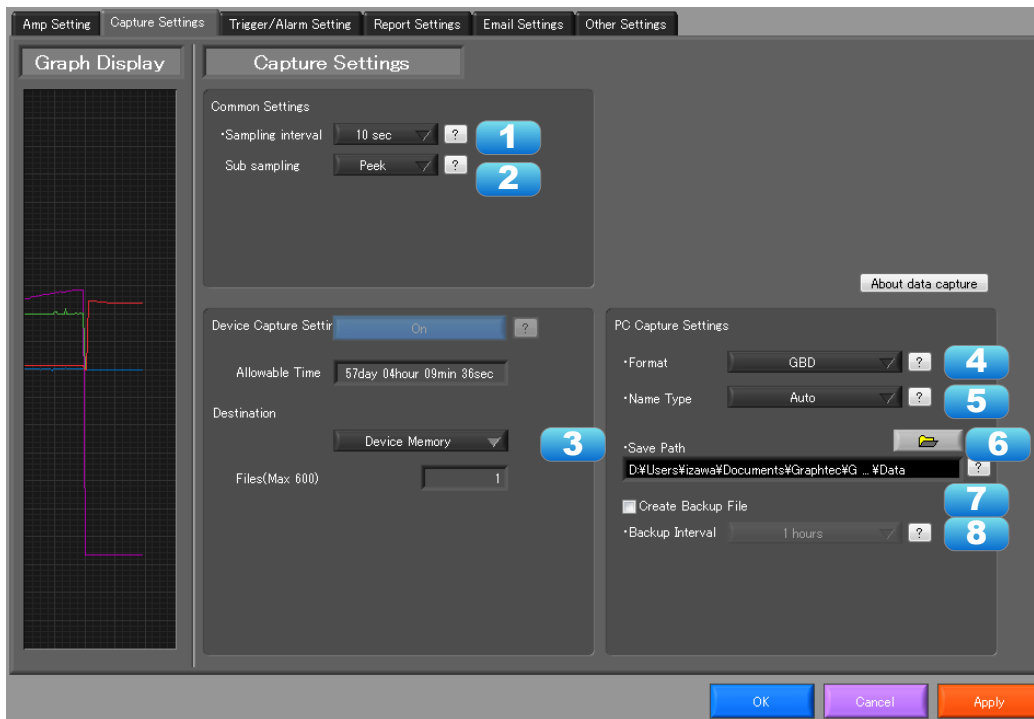 Amp Setting Capture Settings Trigger/Alarm Setting Report Settings Email Settings Other Settings
Graph Display
Capture Settings
Common Settings
・Sampling interval 10 sec ? 1
Sub sampling Peek ? 2
About data capture
Device Capture Settin On ?
Allowable Time 57day 04hour 09min 36sec
Destination
Device Memory 3
Files(Max 600) 1
PC Capture Settings
・Format GBD ? 4
・Name Type Auto ? 5
・Save Path 6
D:¥Users¥izawa¥Documents¥Graphtec¥G ... ¥Data ?
Create Backup File 7
・Backup Interval 1 hours ? 8
OK Cancel Apply